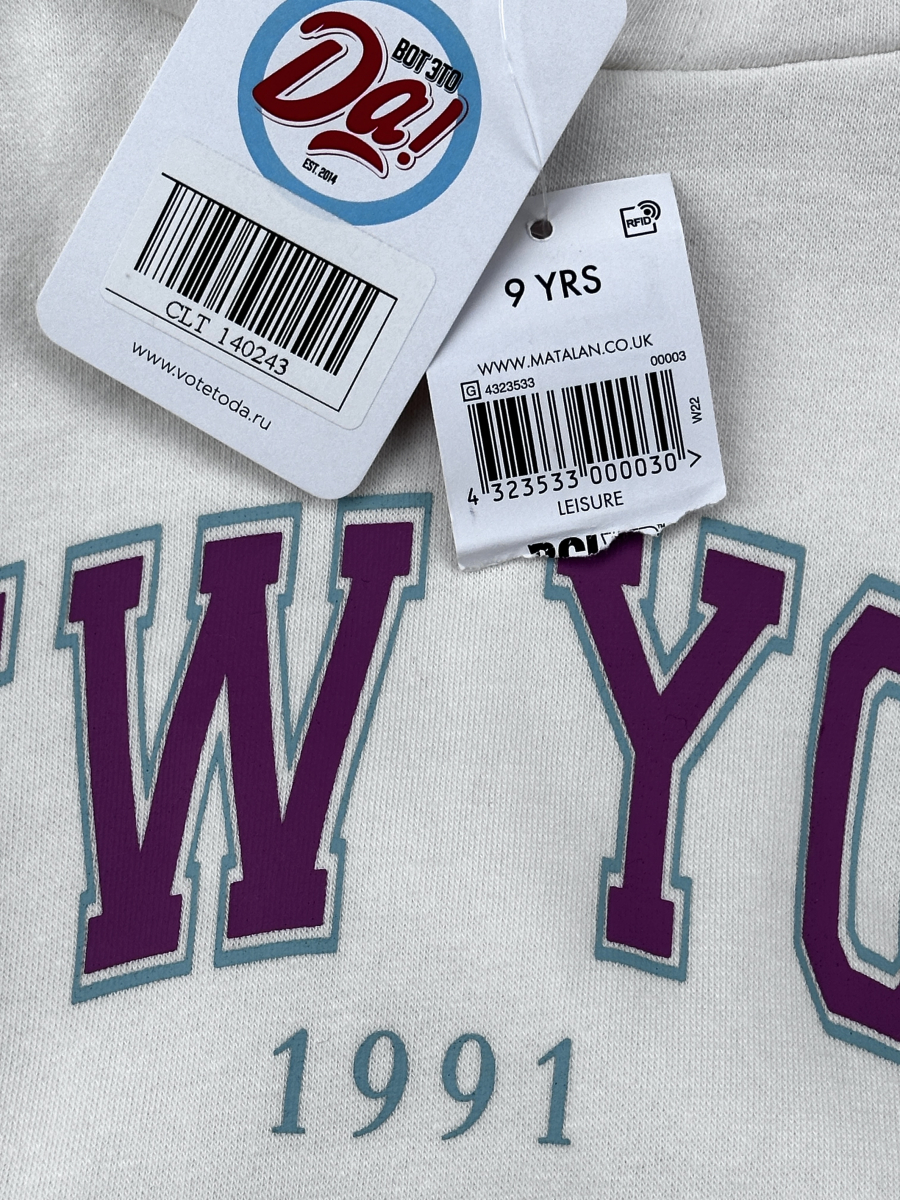 ВОТ ЭТО
Да!
EST. 2014
CLT 140243
www.votetoda.ru
RFID
9 YRS
WWW.MATALAN.CO.UK
00003
G 4323533
W22
4 323533 000030 >
LEISURE
W YO
1991